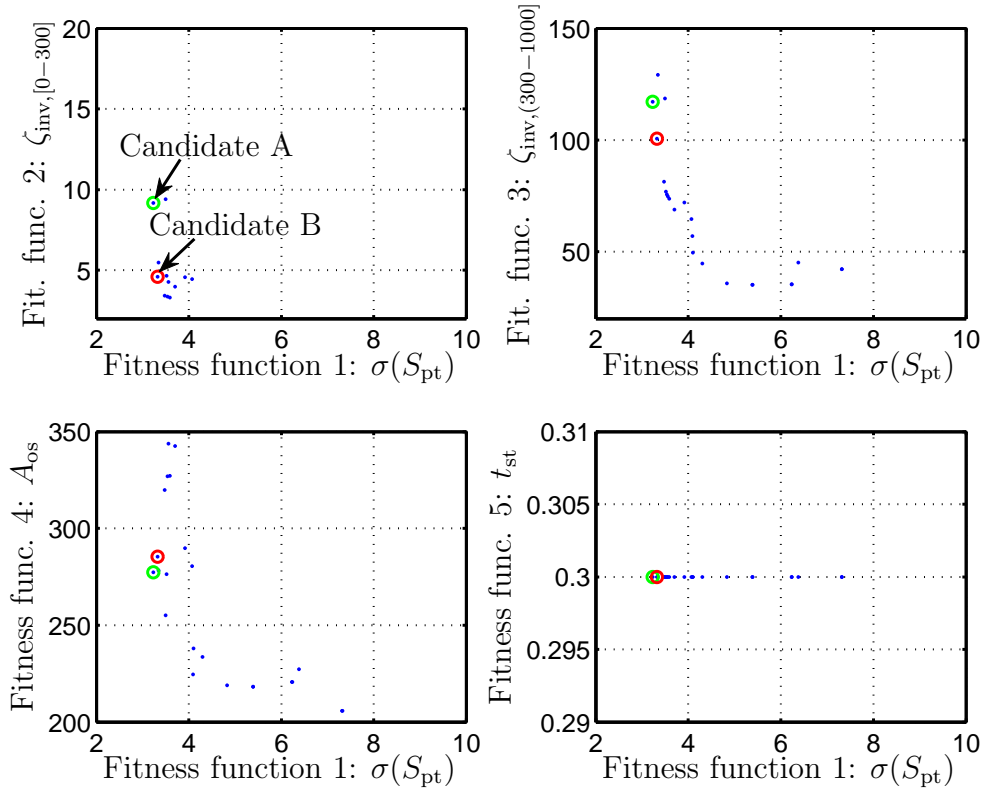 Fit. func. 2: ζinv,[0−300]
20
15
10
5
Candidate A
Candidate B
2 4 6 8 10
Fitness function 1: σ(Spt)
Fit. func. 3: ζinv,(300−1000]
150
100
50
2 4 6 8 10
Fitness function 1: σ(Spt)
Fitness func. 4: Aos
350
300
250
200
2 4 6 8 10
Fitness function 1: σ(Spt)
Fitness func. 5: tst
0.31
0.305
0.3
0.295
0.29
2 4 6 8 10
Fitness function 1: σ(Spt)